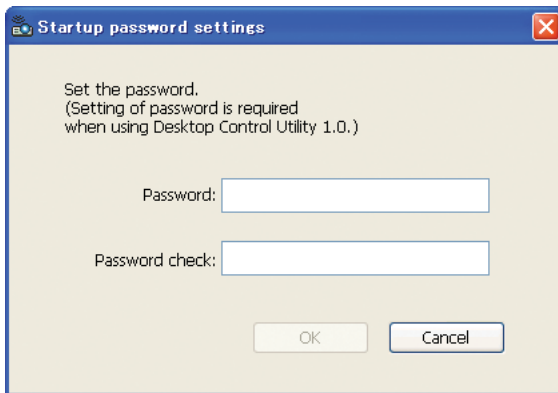 Startup password settings
Set the password.
(Setting of password is required
when using Desktop Control Utility 1.0.)
Password:
Password check:
OK
Cancel